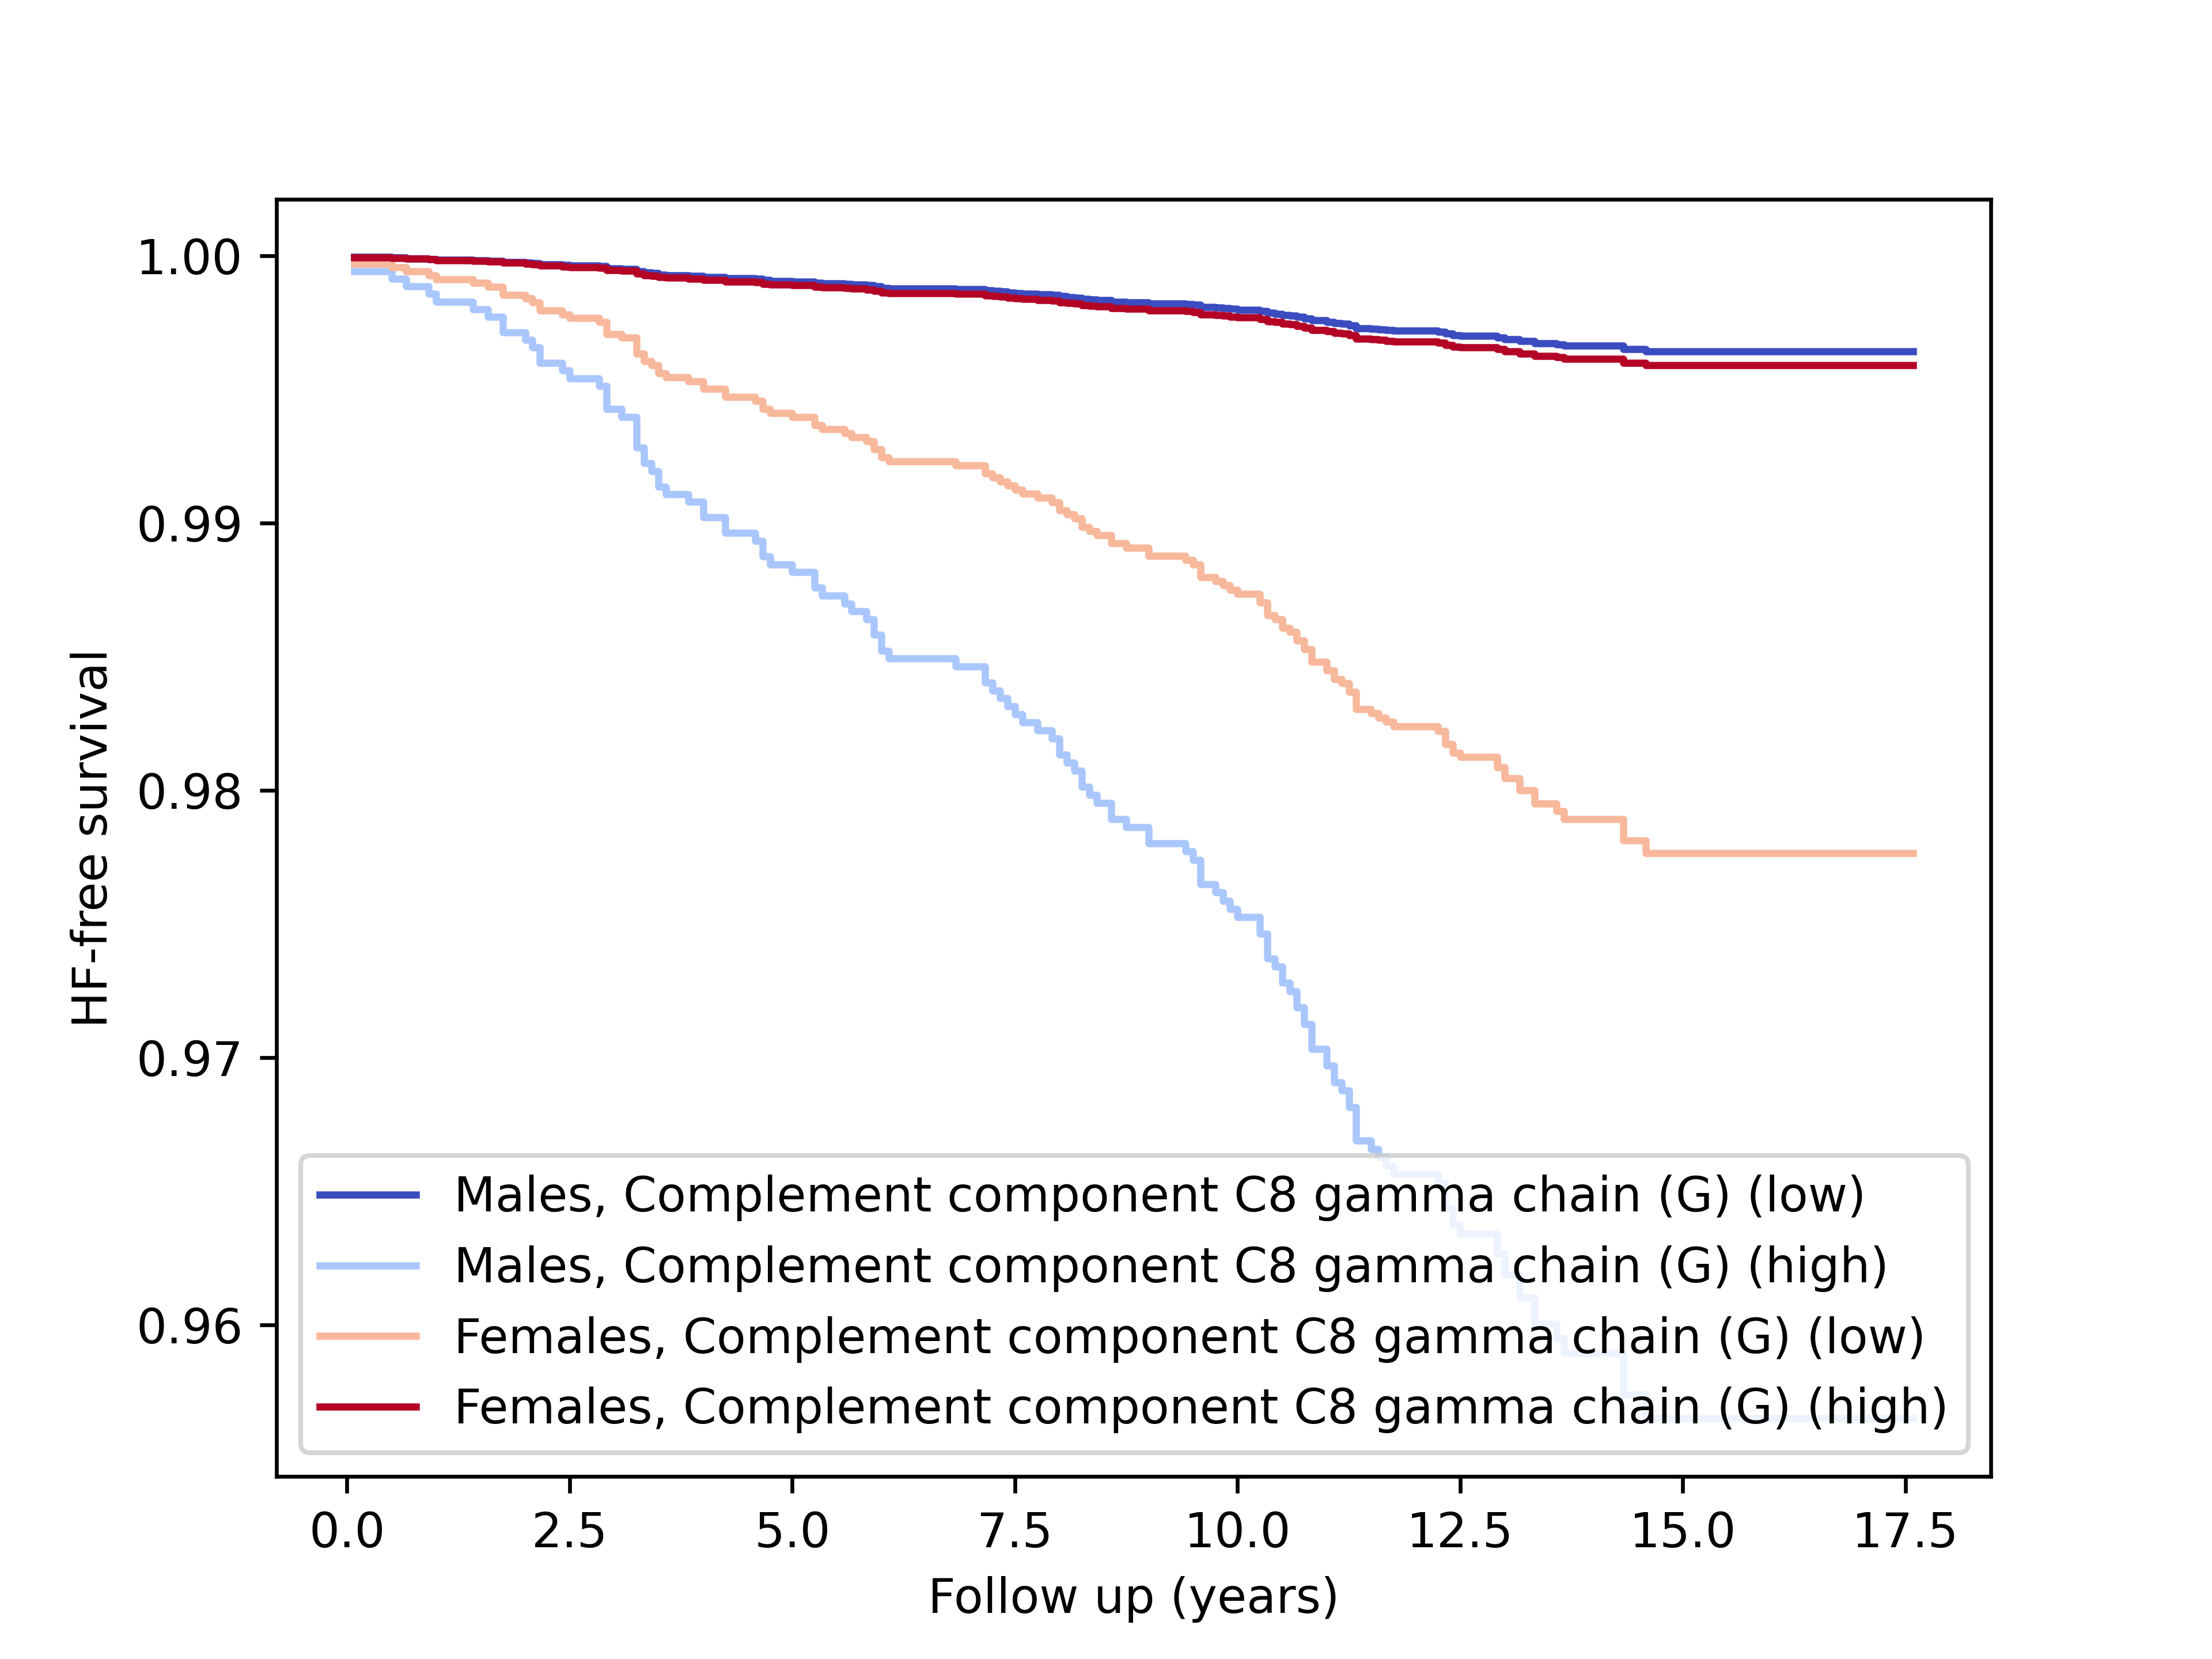 1.00
0.99
0.98
0.97
0.96
HF-free survival
Males, Complement component C8 gamma chain (G) (low)
Males, Complement component C8 gamma chain (G) (high)
Females, Complement component C8 gamma chain (G) (low)
Females, Complement component C8 gamma chain (G) (high)
0.0 2.5 5.0 7.5 10.0 12.5 15.0 17.5
Follow up (years)